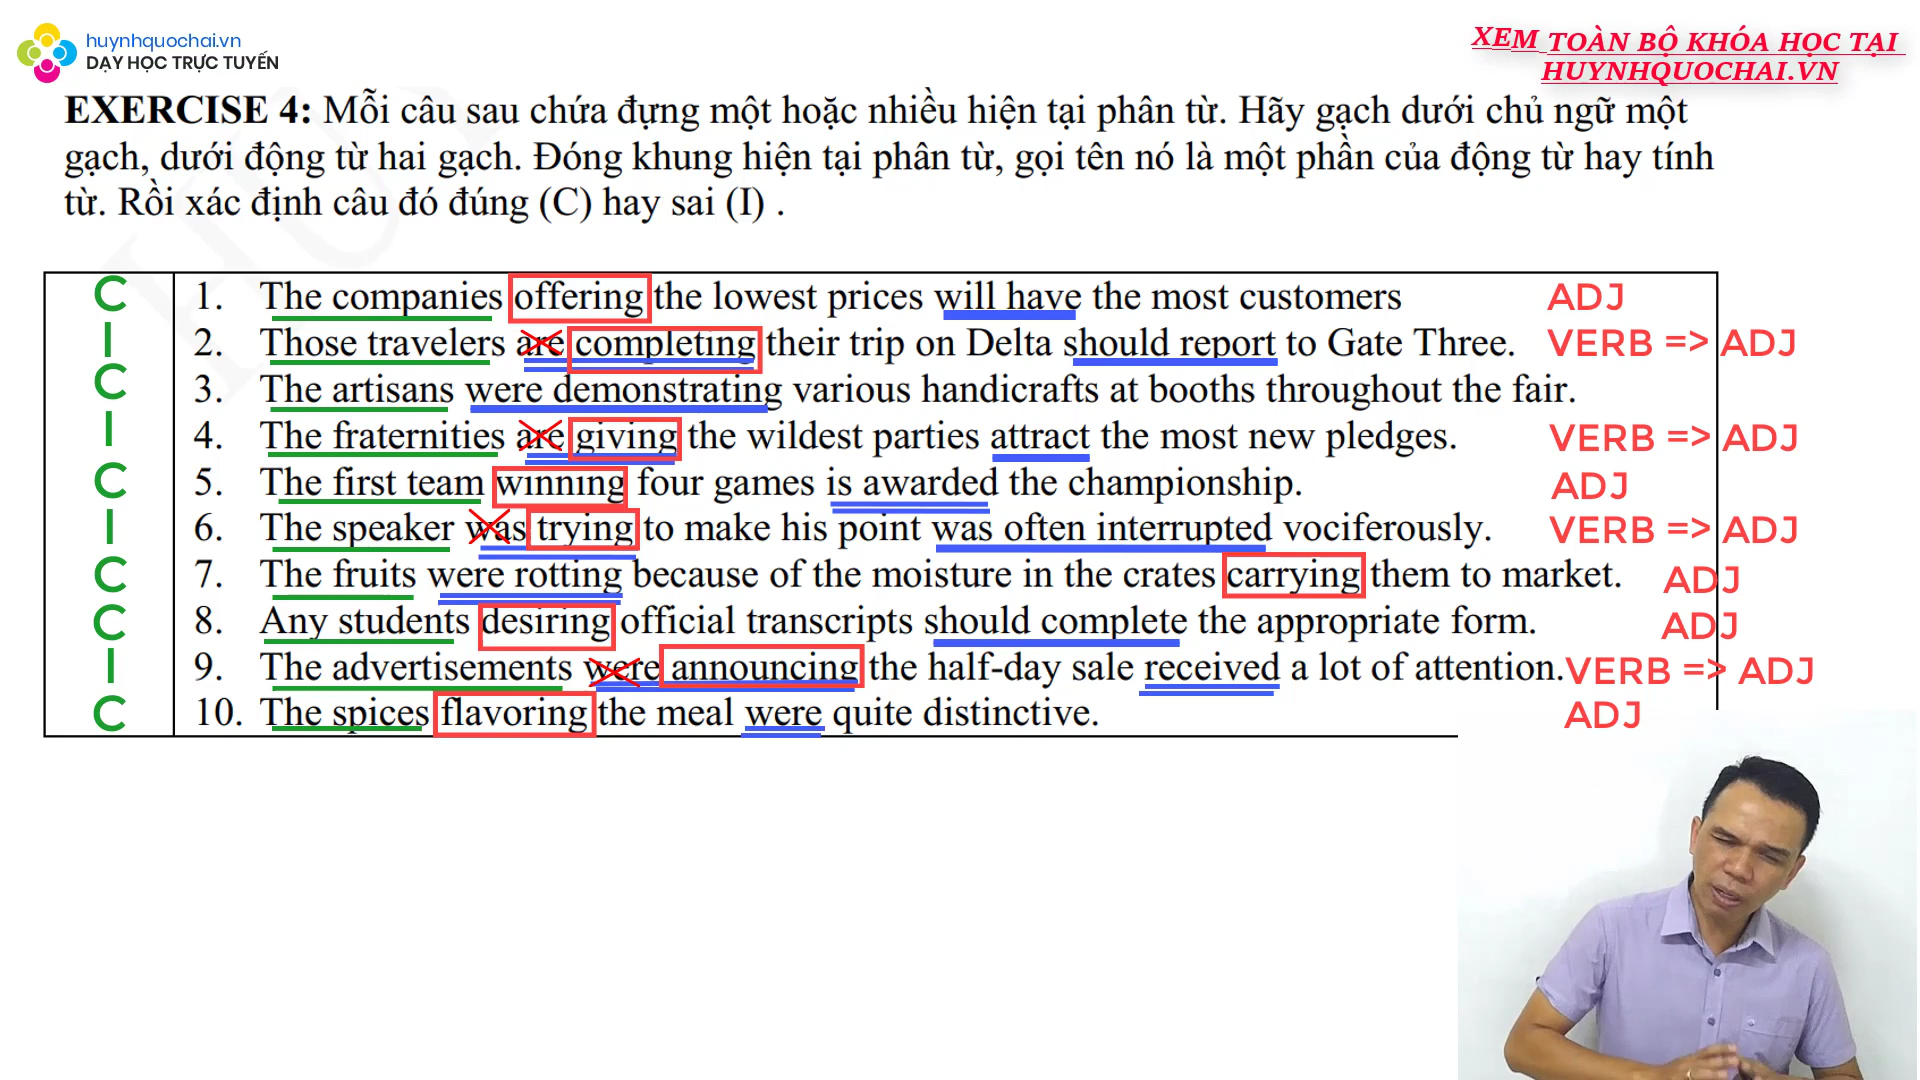 huynhquochai.vn
DẠY HỌC TRỰC TUYẾN
XEM TOÀN BỘ KHÓA HỌC TẠI
HUYNHQUOCHAI.VN
EXERCISE 4: Mỗi câu sau chứa đựng một hoặc nhiều hiện tại phân từ. Hãy gạch dưới chủ ngữ một
gạch, dưới động từ hai gạch. Đóng khung hiện tại phân từ, gọi tên nó là một phần của động từ hay tính
từ. Rồi xác định câu đó đúng (C) hay sai (I) .
C 1. The companies offering the lowest prices will have the most customers ADJ
I 2. Those travelers are completing their trip on Delta should report to Gate Three. VERB => ADJ
C 3. The artisans were demonstrating various handicrafts at booths throughout the fair.
I 4. The fraternities are giving the wildest parties attract the most new pledges. VERB => ADJ
C 5. The first team winning four games is awarded the championship. ADJ
I 6. The speaker was trying to make his point was often interrupted vociferously. VERB => ADJ
C 7. The fruits were rotting because of the moisture in the crates carrying them to market. ADJ
C 8. Any students desiring official transcripts should complete the appropriate form. ADJ
I 9. The advertisements were announcing the half-day sale received a lot of attention. VERB => ADJ
C 10. The spices flavoring the meal were quite distinctive. ADJ